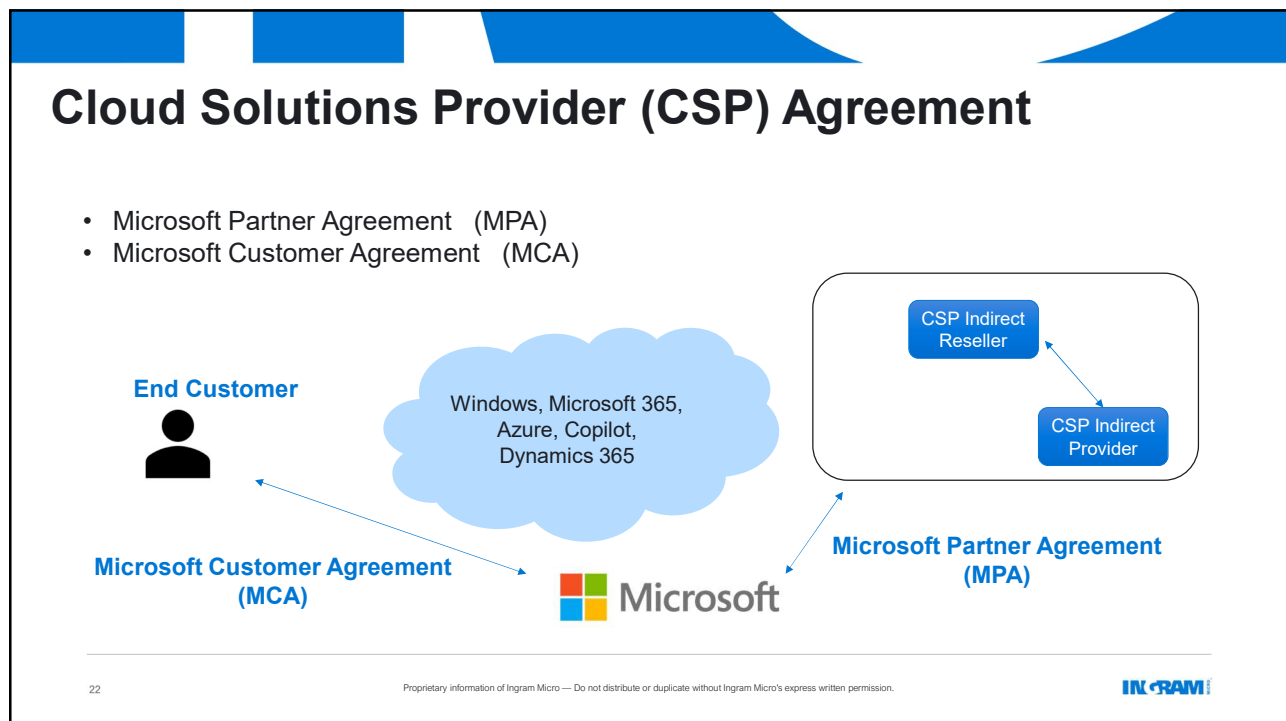 Cloud Solutions Provider (CSP) Agreement
• Microsoft Partner Agreement (MPA)
• Microsoft Customer Agreement (MCA)
CSP Indirect
Reseller
End Customer
Windows, Microsoft 365,
Azure, Copilot,
Dynamics 365
CSP Indirect
Provider
Microsoft Customer Agreement
(MCA)
Microsoft Partner Agreement
(MPA)
Microsoft
22
Proprietary information of Ingram Micro — Do not distribute or duplicate without Ingram Micro's express written permission.
INGRAM MICRO